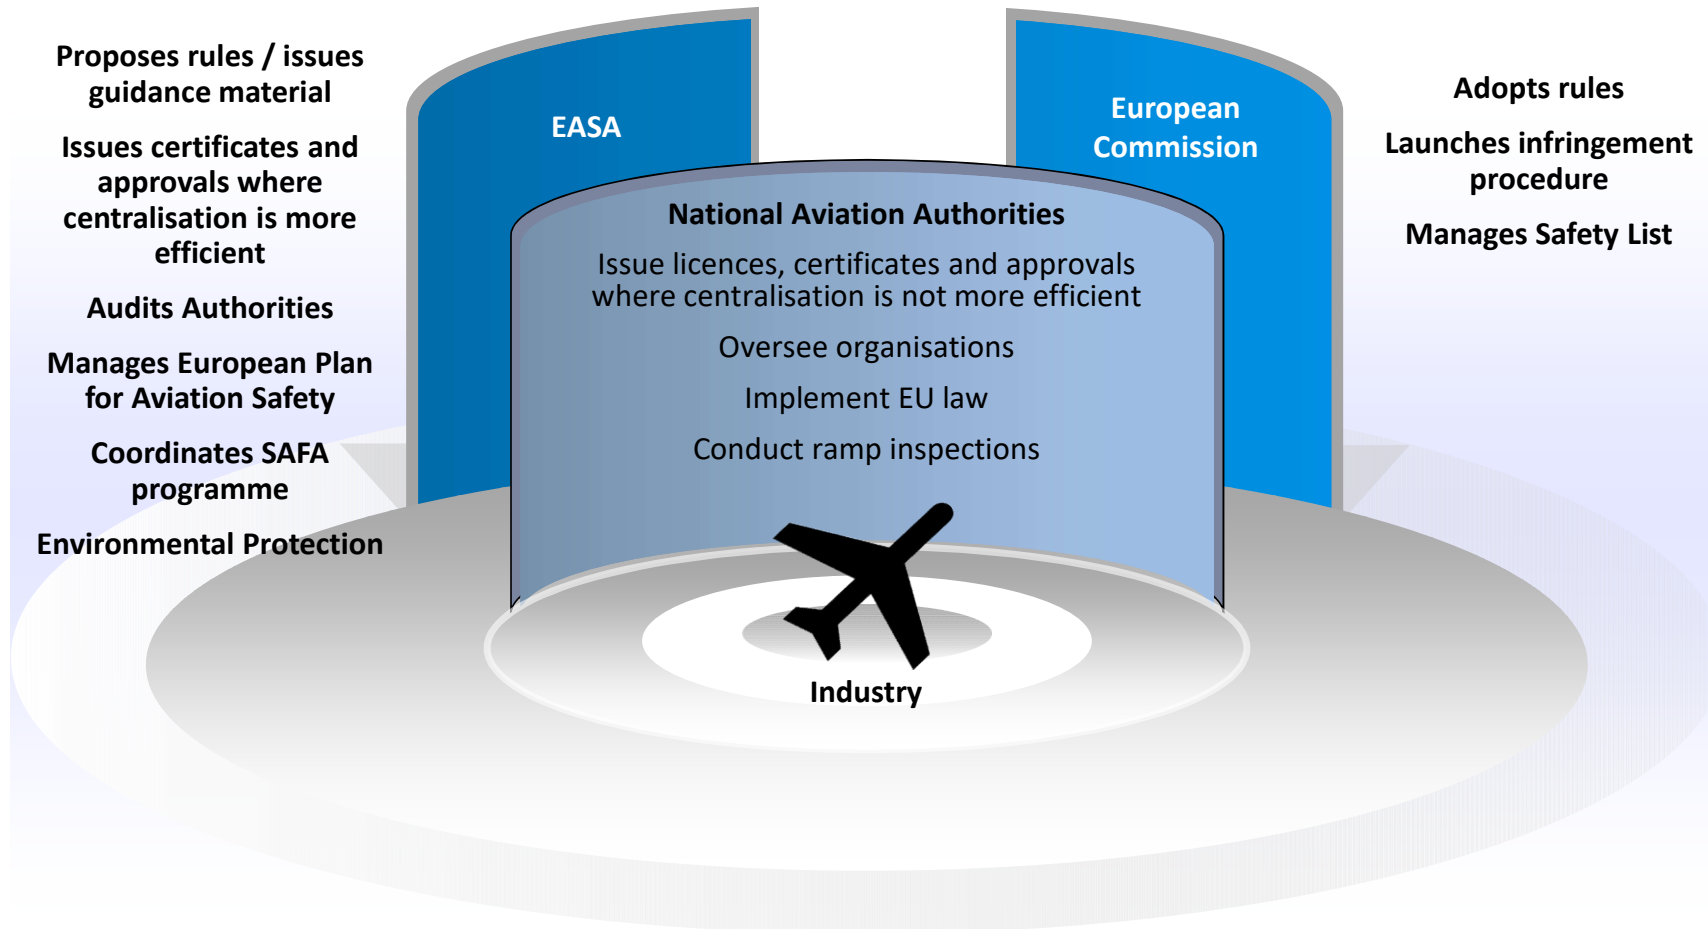 Proposes rules / issues
guidance material
Issues certificates and
approvals where
centralisation is more
efficient
Audits Authorities
Manages European Plan
for Aviation Safety
Coordinates SAFA
programme
Environmental Protection
EASA
National Aviation Authorities
Issue licences, certificates and approvals
where centralisation is not more efficient
Oversee organisations
Implement EU law
Conduct ramp inspections
Industry
European
Commission
Adopts rules
Launches infringement
procedure
Manages Safety List